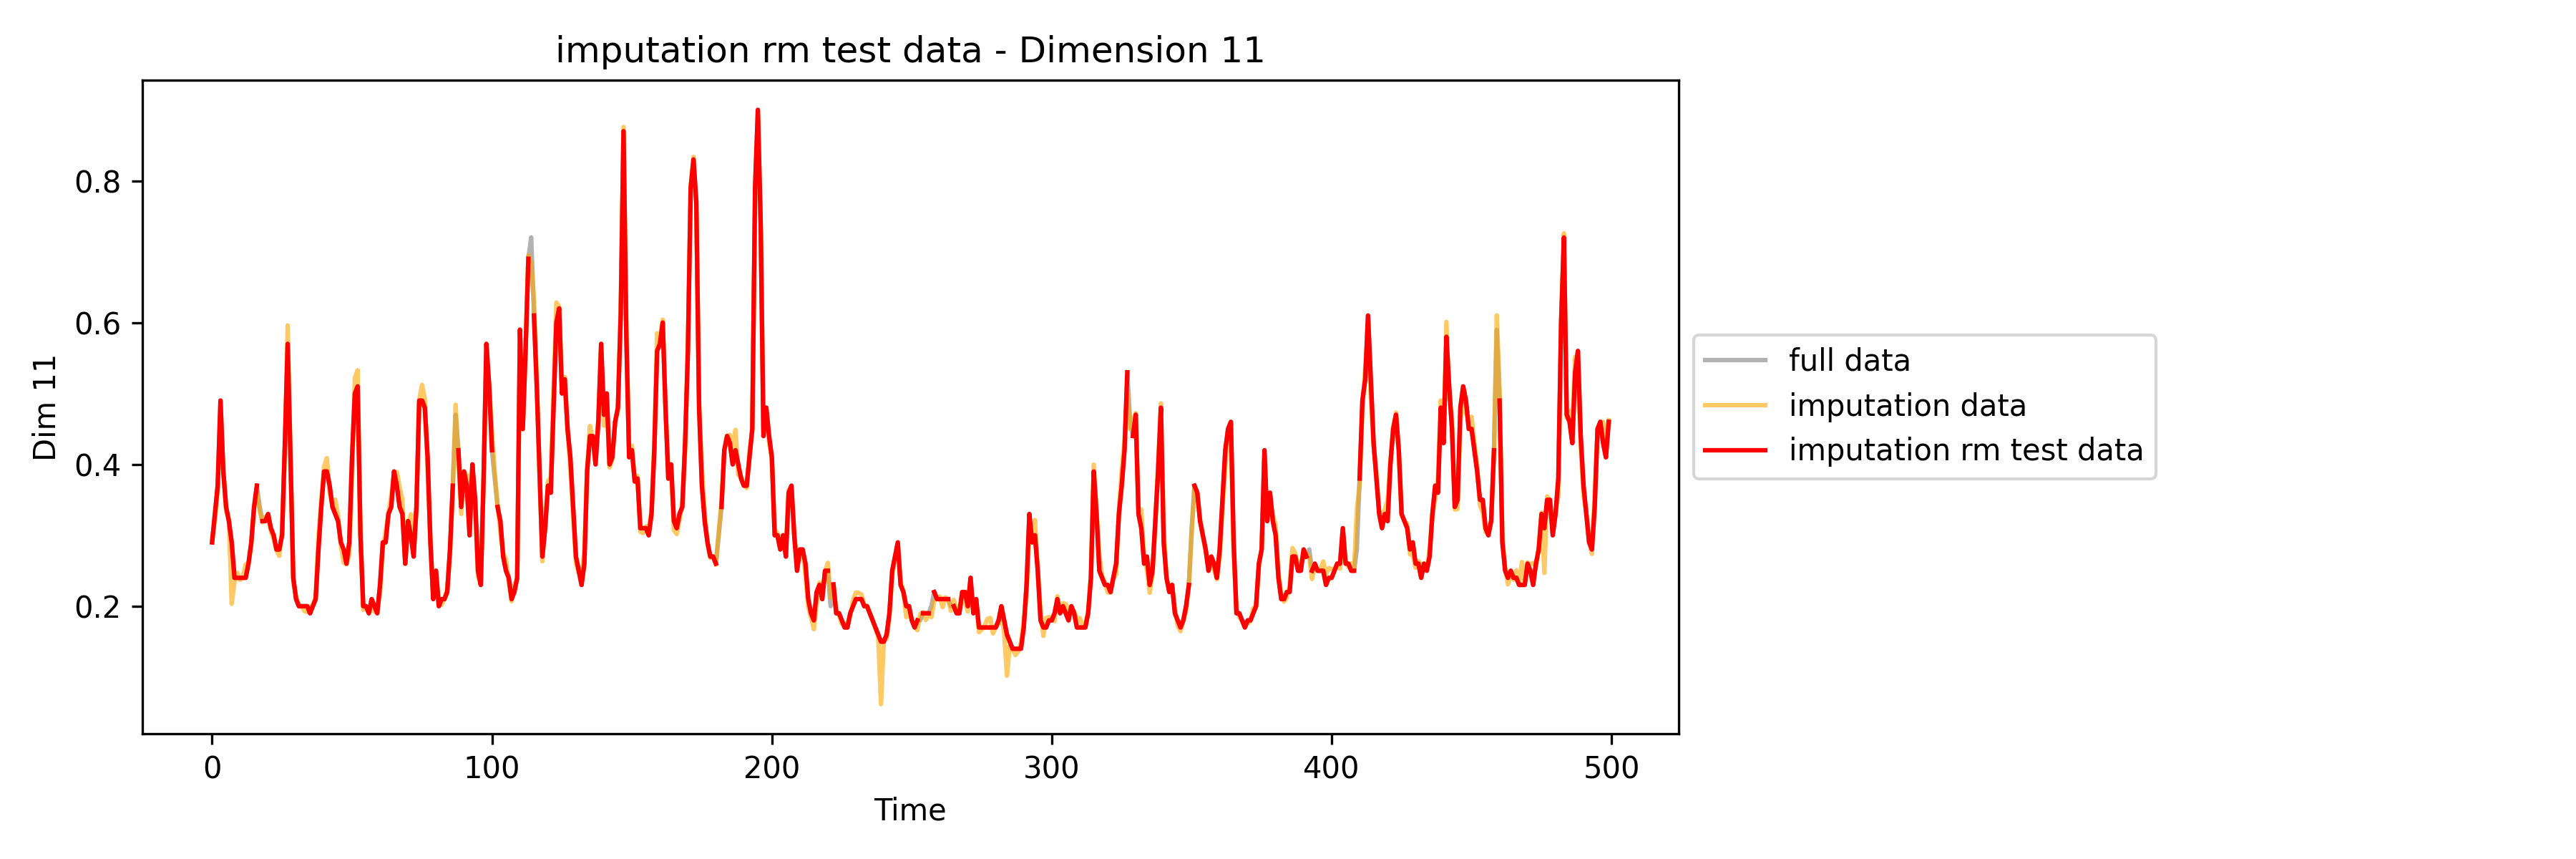 imputation rm test data - Dimension 11
Dim 11
0.8
0.6
0.4
0.2
0 100 200 300 400 500
Time
full data
imputation data
imputation rm test data